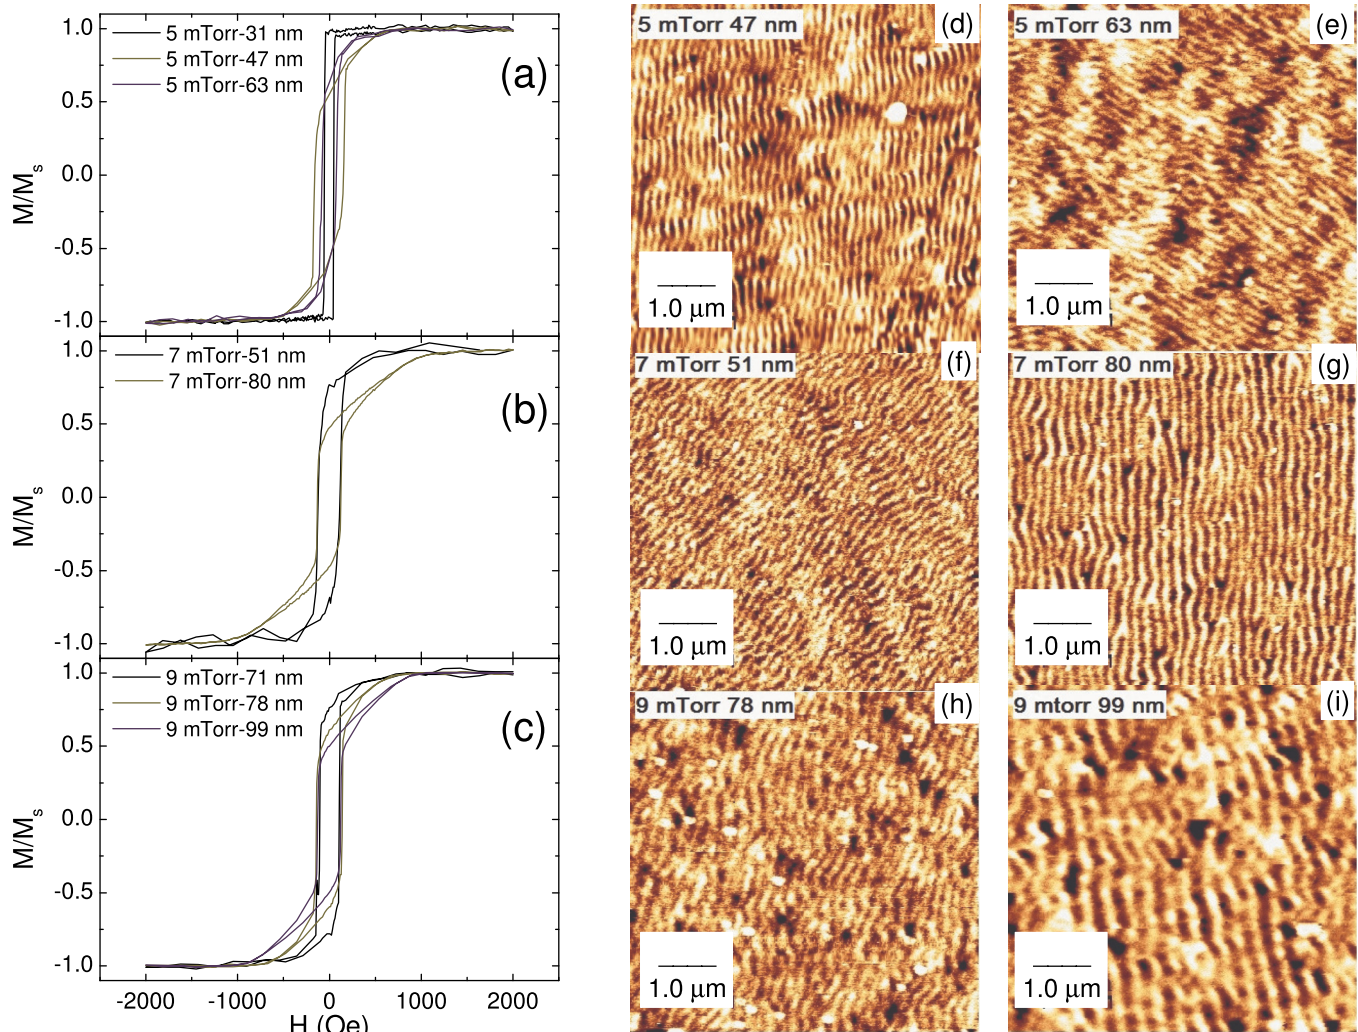 1.0
0.5
0.0
-0.5
-1.0
M/Ms
5 mTorr-31 nm
5 mTorr-47 nm
5 mTorr-63 nm
(a)
1.0
0.5
0.0
-0.5
-1.0
M/Ms
7 mTorr-51 nm
7 mTorr-80 nm
(b)
1.0
0.5
0.0
-0.5
-1.0
M/Ms
9 mTorr-71 nm
9 mTorr-78 nm
9 mTorr-99 nm
(c)
-2000 -1000 0 1000 2000
H (Oe)
5 mTorr 47 nm
(d)
1.0 μm
5 mTorr 63 nm
(e)
1.0 μm
7 mTorr 51 nm
(f)
1.0 μm
7 mTorr 80 nm
(g)
1.0 μm
9 mTorr 78 nm
(h)
1.0 μm
9 mtorr 99 nm
(i)
1.0 μm